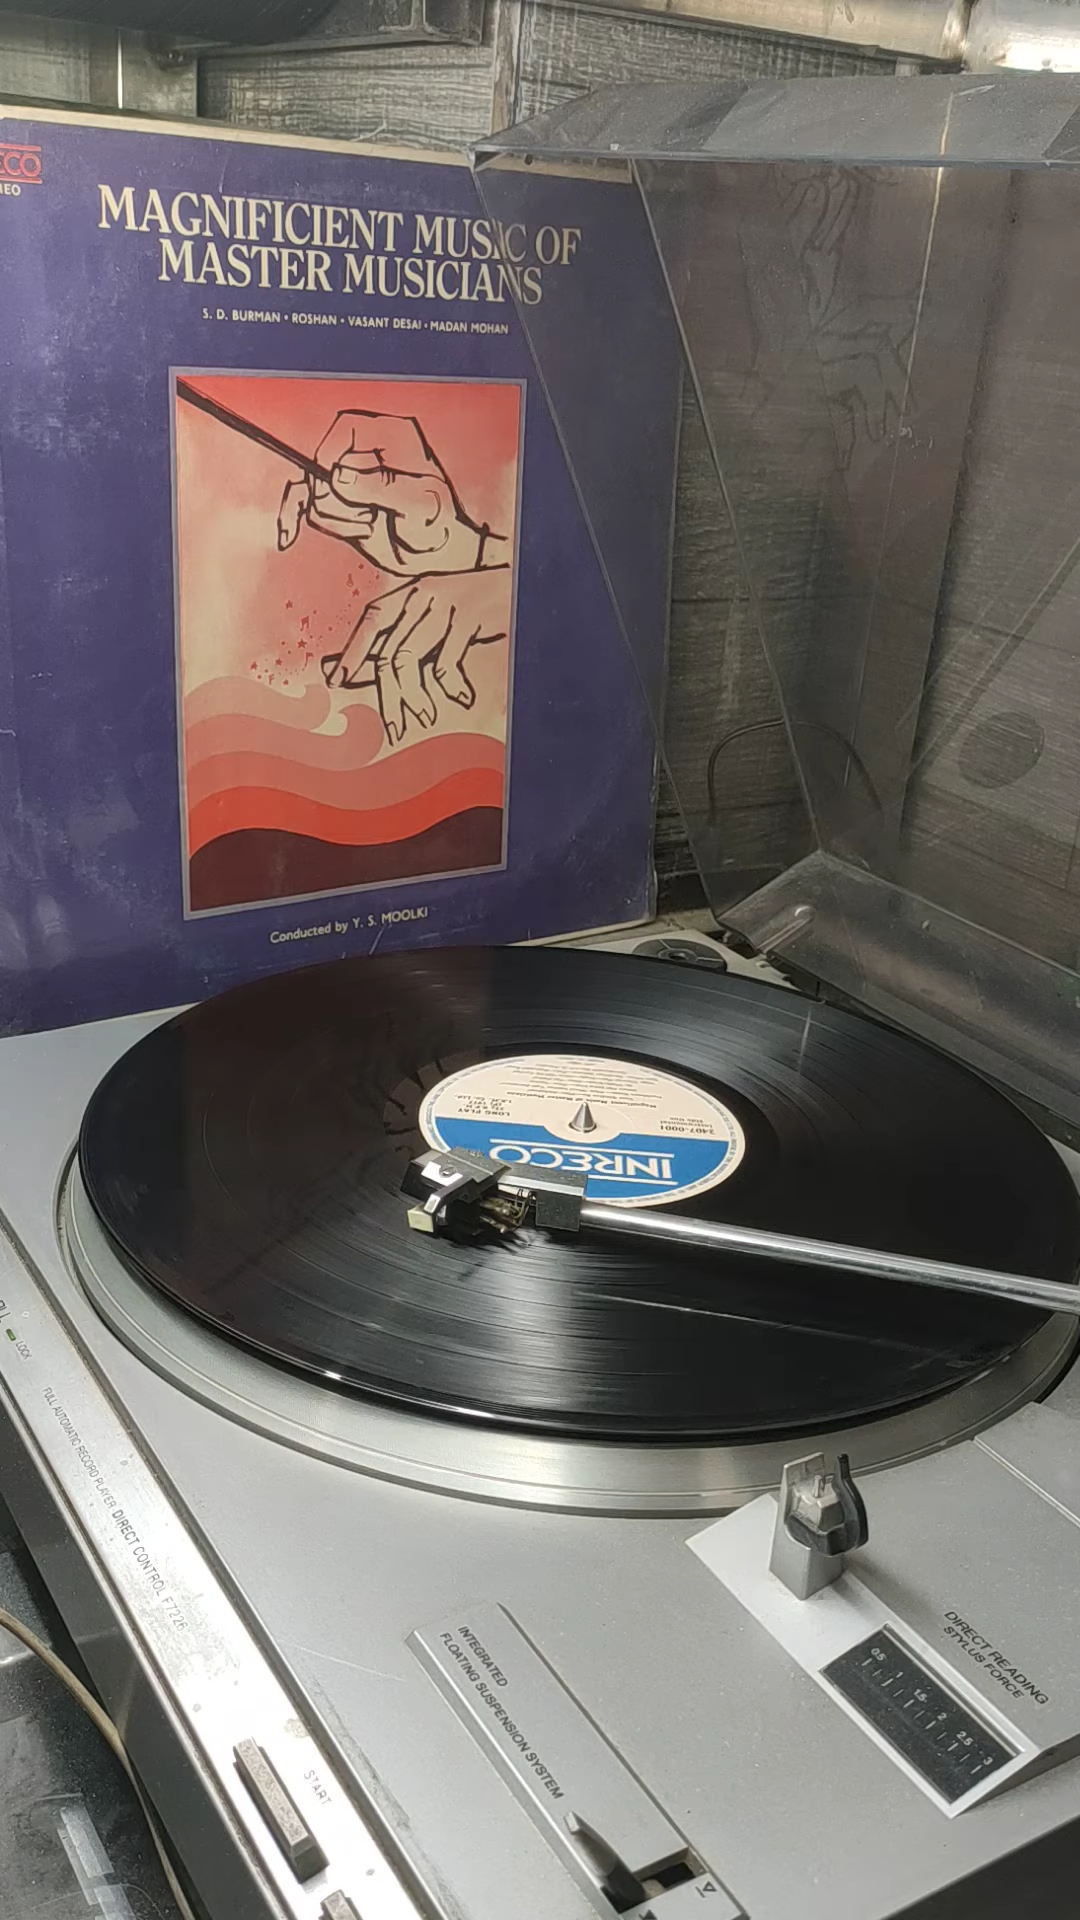 ECO
MAGNIFICIENT MUSIC OF
MASTER MUSICIANS
S. D. BURMAN • ROSHAN • VASANT DESAI • MADAN MOHAN
Conducted by Y. S. MOOLKI
INRECO
2407-0001
LONG PLAY
LOCK
FULL AUTOMATIC RECORD PLAYER DIRECT CONTROL F7226
START
INTEGRATED
FLOATING SUSPENSION SYSTEM
DIRECT READING
STYLUS FORCE
0.5 1 1.5 2 2.5 3